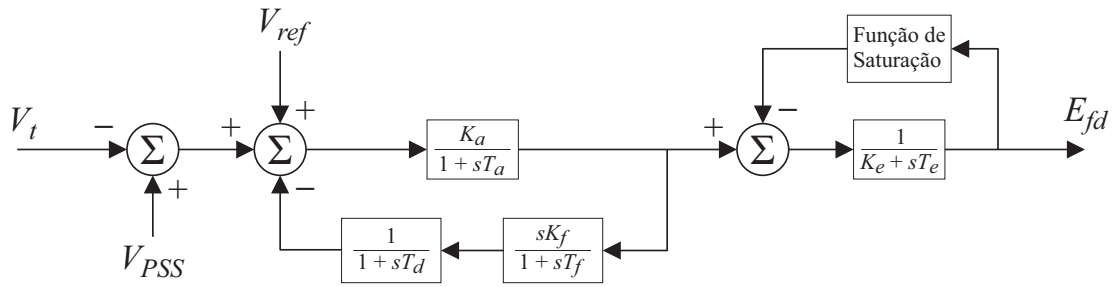 V_ref
Função de
Saturação
V_t
−
+
+
−
+
−
E_fd
Σ
Σ
K_a
1 + sT_a
+
Σ
1
K_e + sT_e
+
−
V_PSS
1
1 + sT_d
sK_f
1 + sT_f